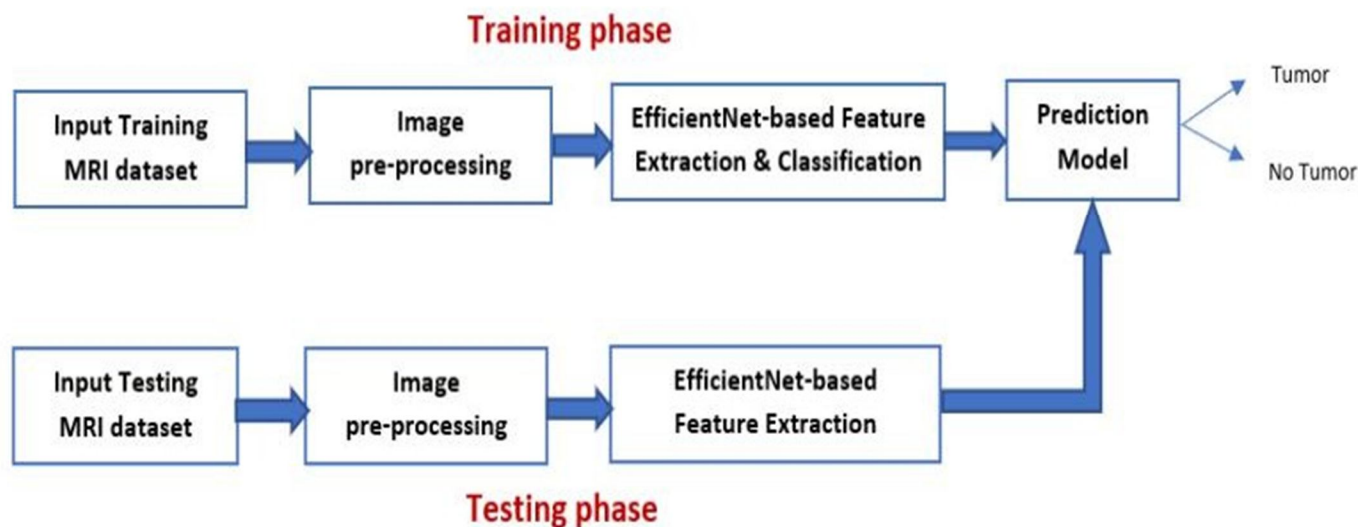 Training phase
Input Training
MRI dataset
Image
pre-processing
EfficientNet-based Feature
Extraction & Classification
Prediction
Model
Tumor
No Tumor
Input Testing
MRI dataset
Image
pre-processing
EfficientNet-based
Feature Extraction
Testing phase